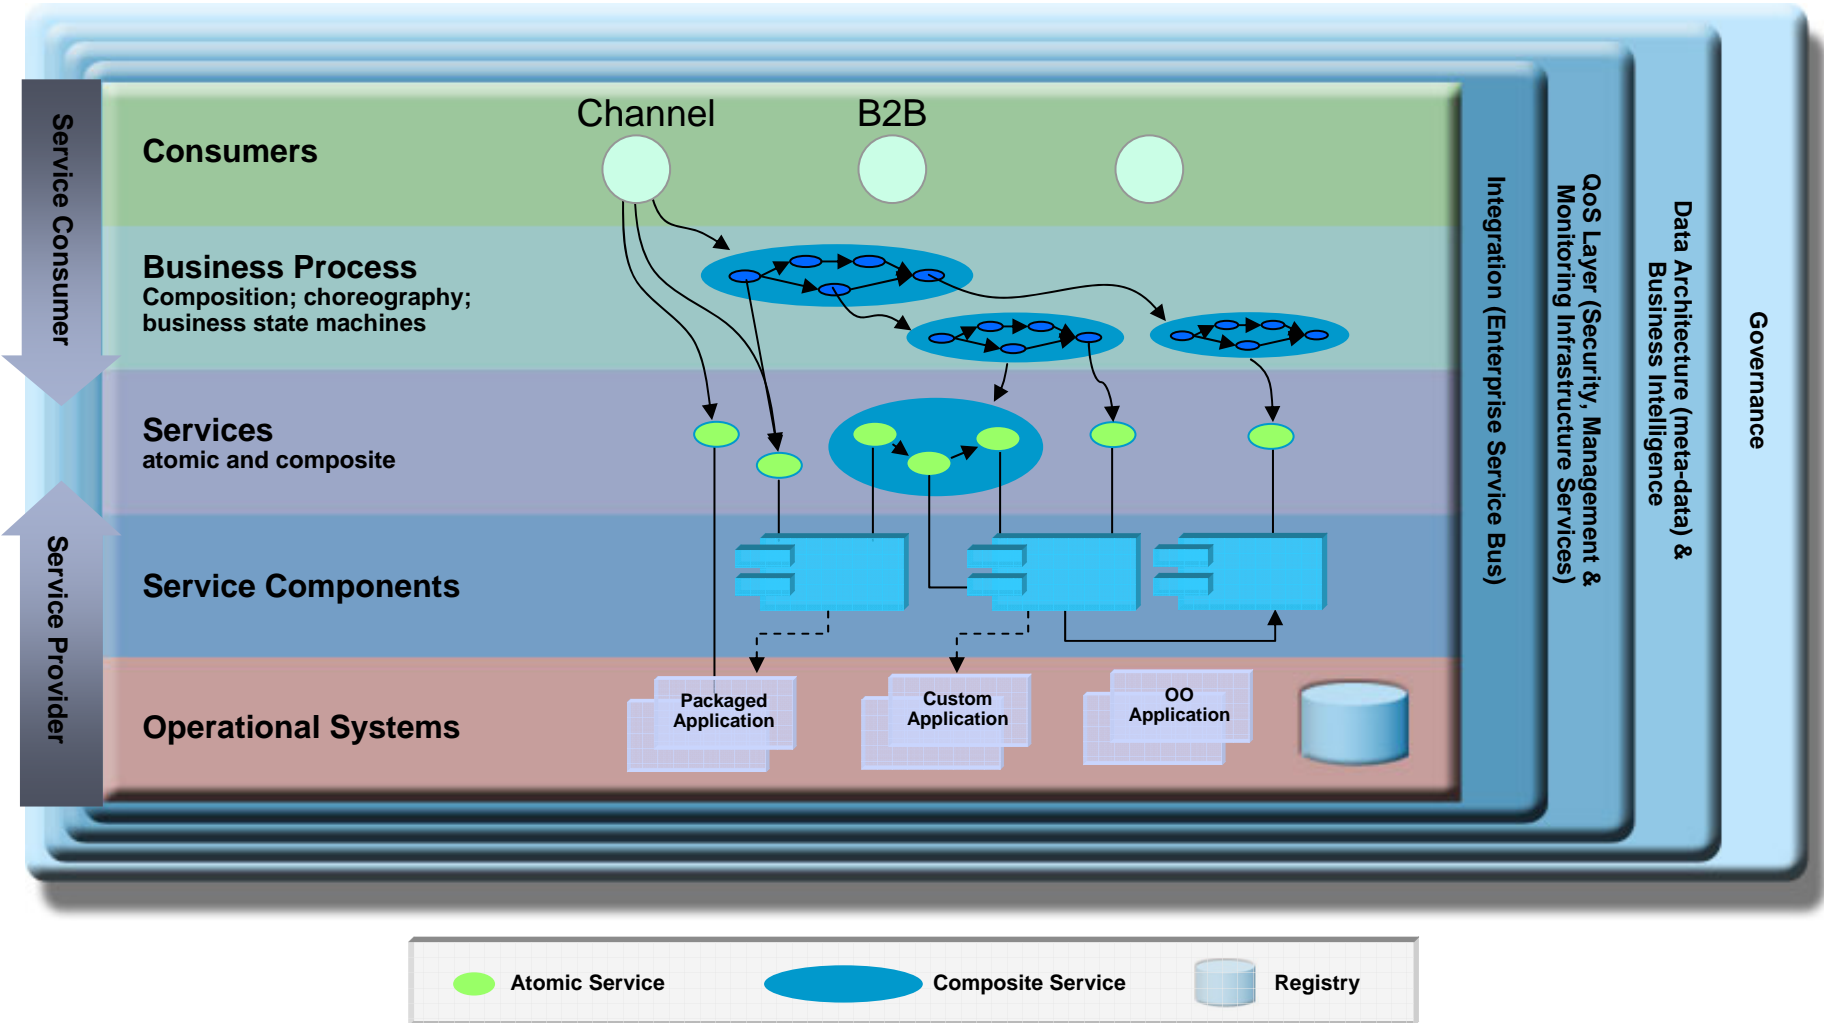 Channel
B2B
Consumers
Business Process
Composition; choreography;
business state machines
Services
atomic and composite
Service Components
Operational Systems
Packaged
Application
Custom
Application
OO
Application
Service Consumer
Service Provider
Integration (Enterprise Service Bus)
QoS Layer (Security, Management &
Monitoring Infrastructure Services)
Data Architecture (meta-data) &
Business Intelligence
Governance
Atomic Service
Composite Service
Registry